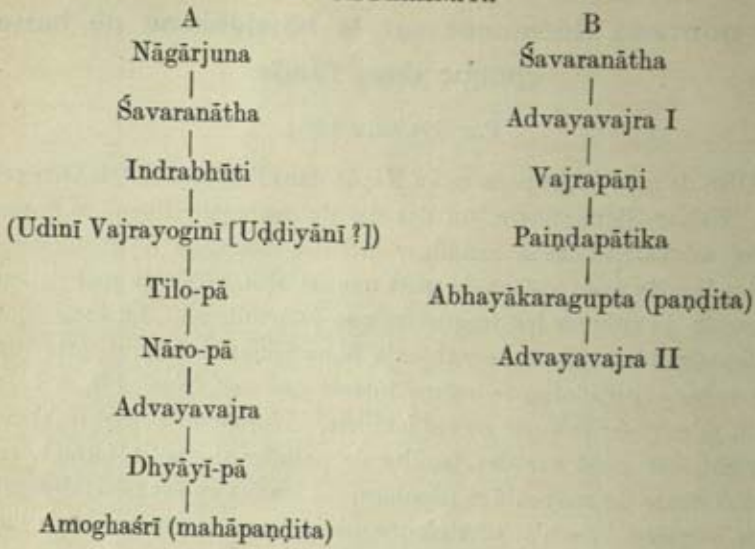 A
Nāgārjuna
Śavaranātha
Indrabhūti
(Udinī Vajrayoginī [Uḍḍiyānī ?])
Tilo-pā
Nāro-pā
Advayavajra
Dhyāyī-pā
Amoghaśrī (mahāpaṇḍita)
B
Śavaranātha
Advayavajra I
Vajrapāṇi
Paiṇḍapātika
Abhayākaragupta (paṇḍita)
Advayavajra II